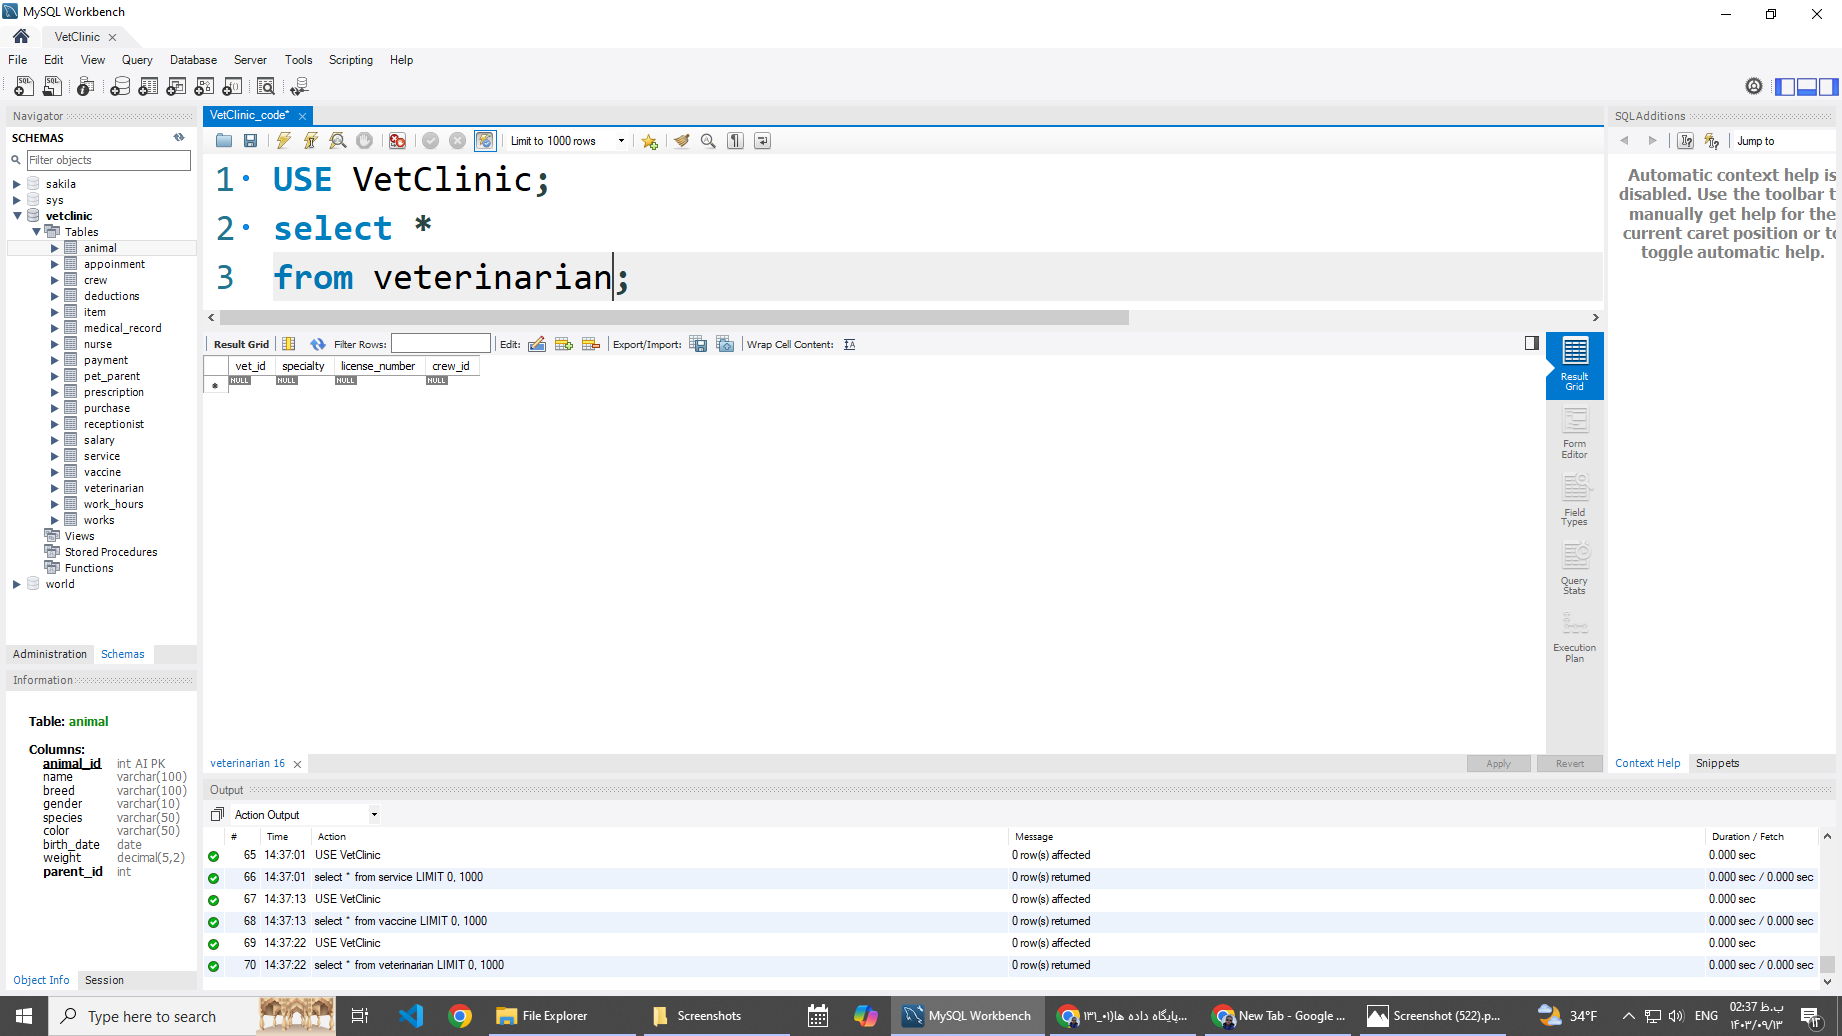 MySQL Workbench
VetClinic
File Edit View Query Database Server Tools Scripting Help
Navigator
SCHEMAS
Filter objects
sakila
sys
vetclinic
Tables
animal
appoinment
crew
deductions
item
medical_record
nurse
payment
pet_parent
prescription
purchase
receptionist
salary
service
vaccine
veterinarian
work_hours
works
Views
Stored Procedures
Functions
world
Administration Schemas
Information
Table: animal
Columns:
animal_id int AI PK
name varchar(100)
breed varchar(100)
gender varchar(10)
species varchar(50)
color varchar(50)
birth_date date
weight decimal(5,2)
parent_id int
Object Info Session
VetClinic_code*
Limit to 1000 rows
1 USE VetClinic;
2 select *
3 from veterinarian;
Result Grid Filter Rows: Edit: Export/Import: Wrap Cell Content:
vet_id specialty license_number crew_id
* NULL NULL NULL NULL
Result Grid
Form Editor
Field Types
Query Stats
Execution Plan
veterinarian 16
Apply Revert
Output
Action Output
# Time Action Message Duration / Fetch
65 14:37:01 USE VetClinic 0 row(s) affected 0.000 sec
66 14:37:01 select * from service LIMIT 0, 1000 0 row(s) returned 0.000 sec / 0.000 sec
67 14:37:13 USE VetClinic 0 row(s) affected 0.000 sec
68 14:37:13 select * from vaccine LIMIT 0, 1000 0 row(s) returned 0.000 sec / 0.000 sec
69 14:37:22 USE VetClinic 0 row(s) affected 0.000 sec
70 14:37:22 select * from veterinarian LIMIT 0, 1000 0 row(s) returned 0.000 sec / 0.000 sec
SQLAdditions
Jump to
Automatic context help is
disabled. Use the toolbar t
manually get help for the
current caret position or to
toggle automatic help.
Context Help Snippets
Type here to search
File Explorer
Screenshots
MySQL Workbench
پایگاه داده ها(۰۱_۱۳۱...
New Tab - Google ...
Screenshot (522).p...
34°F
ENG
02:37 ب.ظ
۱۴۰۳/۰۹/۱۳